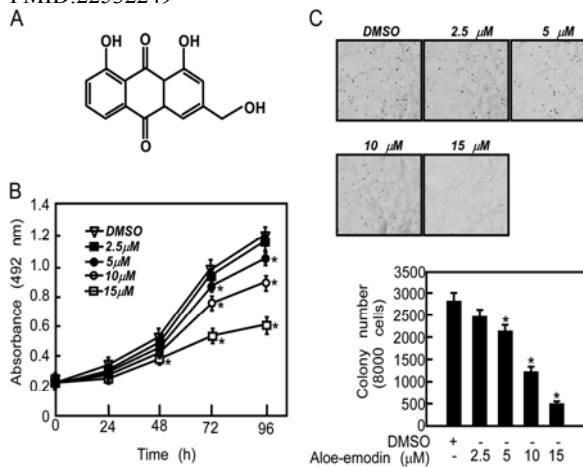 PMID:22532249
A
OH
O
OH
OH
O
B
Absorbance (492 nm)
1.4
1.2
1.0
0.8
0.6
0.4
0.2
0
DMSO
2.5μM
5μM
10μM
15μM
*
*
*
*
*
*
*
0
24
48
72
96
Time (h)
C
DMSO
2.5 μM
5 μM
10 μM
15 μM
Colony number
(8000 cells)
3500
3000
2500
2000
1500
1000
500
0
*
*
*
DMSO + - - - -
Aloe-emodin (μM) - 2.5 5 10 15